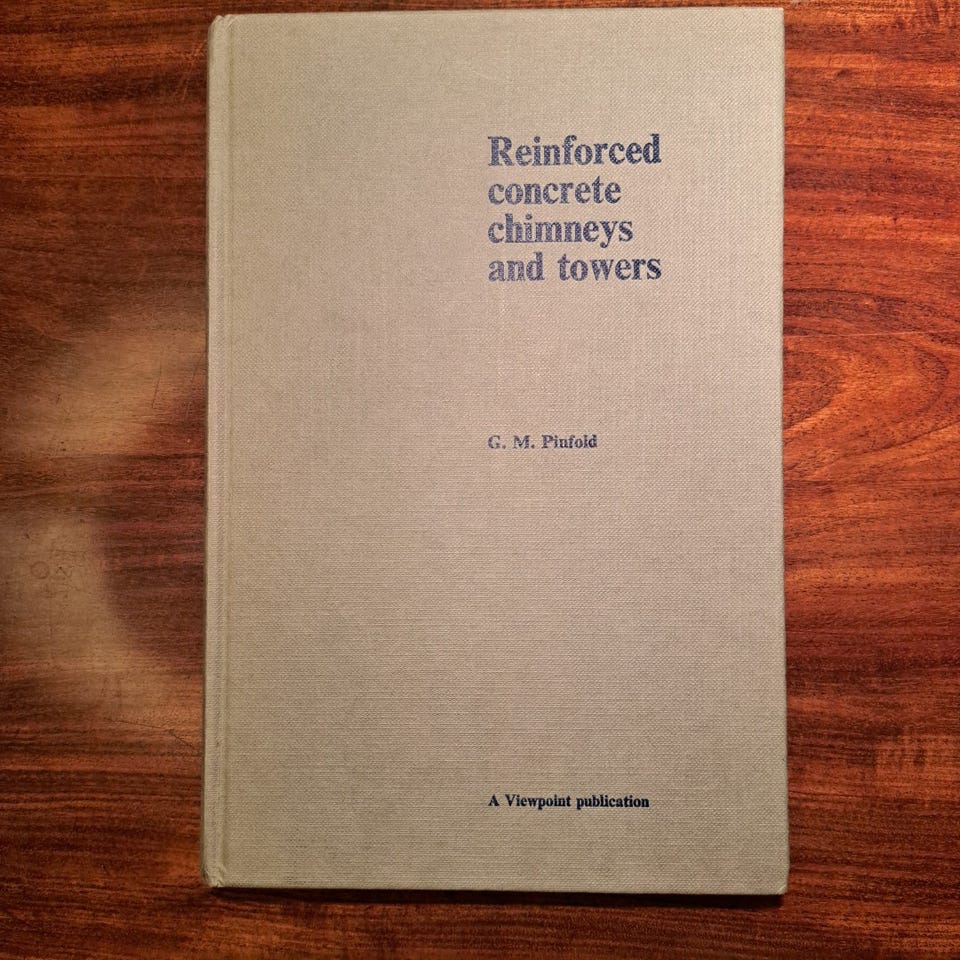 Reinforced
concrete
chimneys
and towers
G. M. Pinfold
A Viewpoint publication